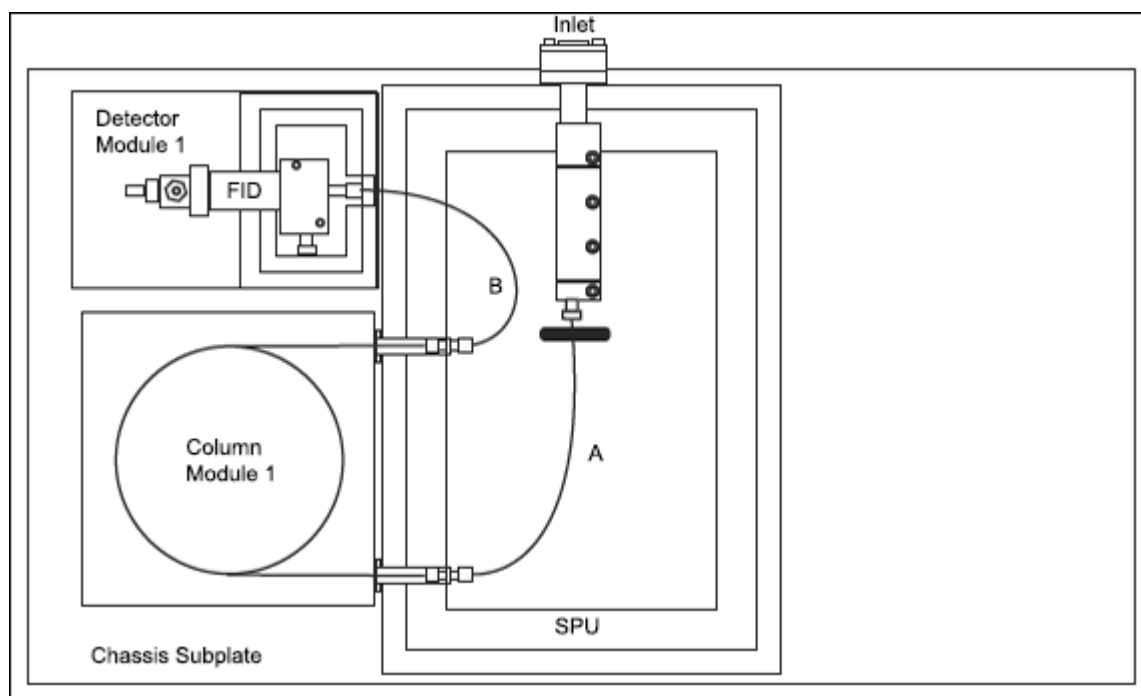 Inlet
Detector
Module 1
FID
B
Column
Module 1
A
SPU
Chassis Subplate